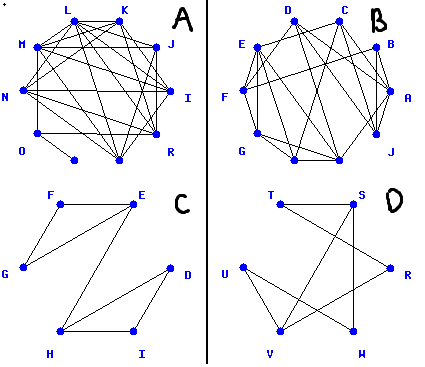 L K A
M J
N I
O R
D C B
E B
F A
G J
F E C
G D
H I
T S D
U R
V W